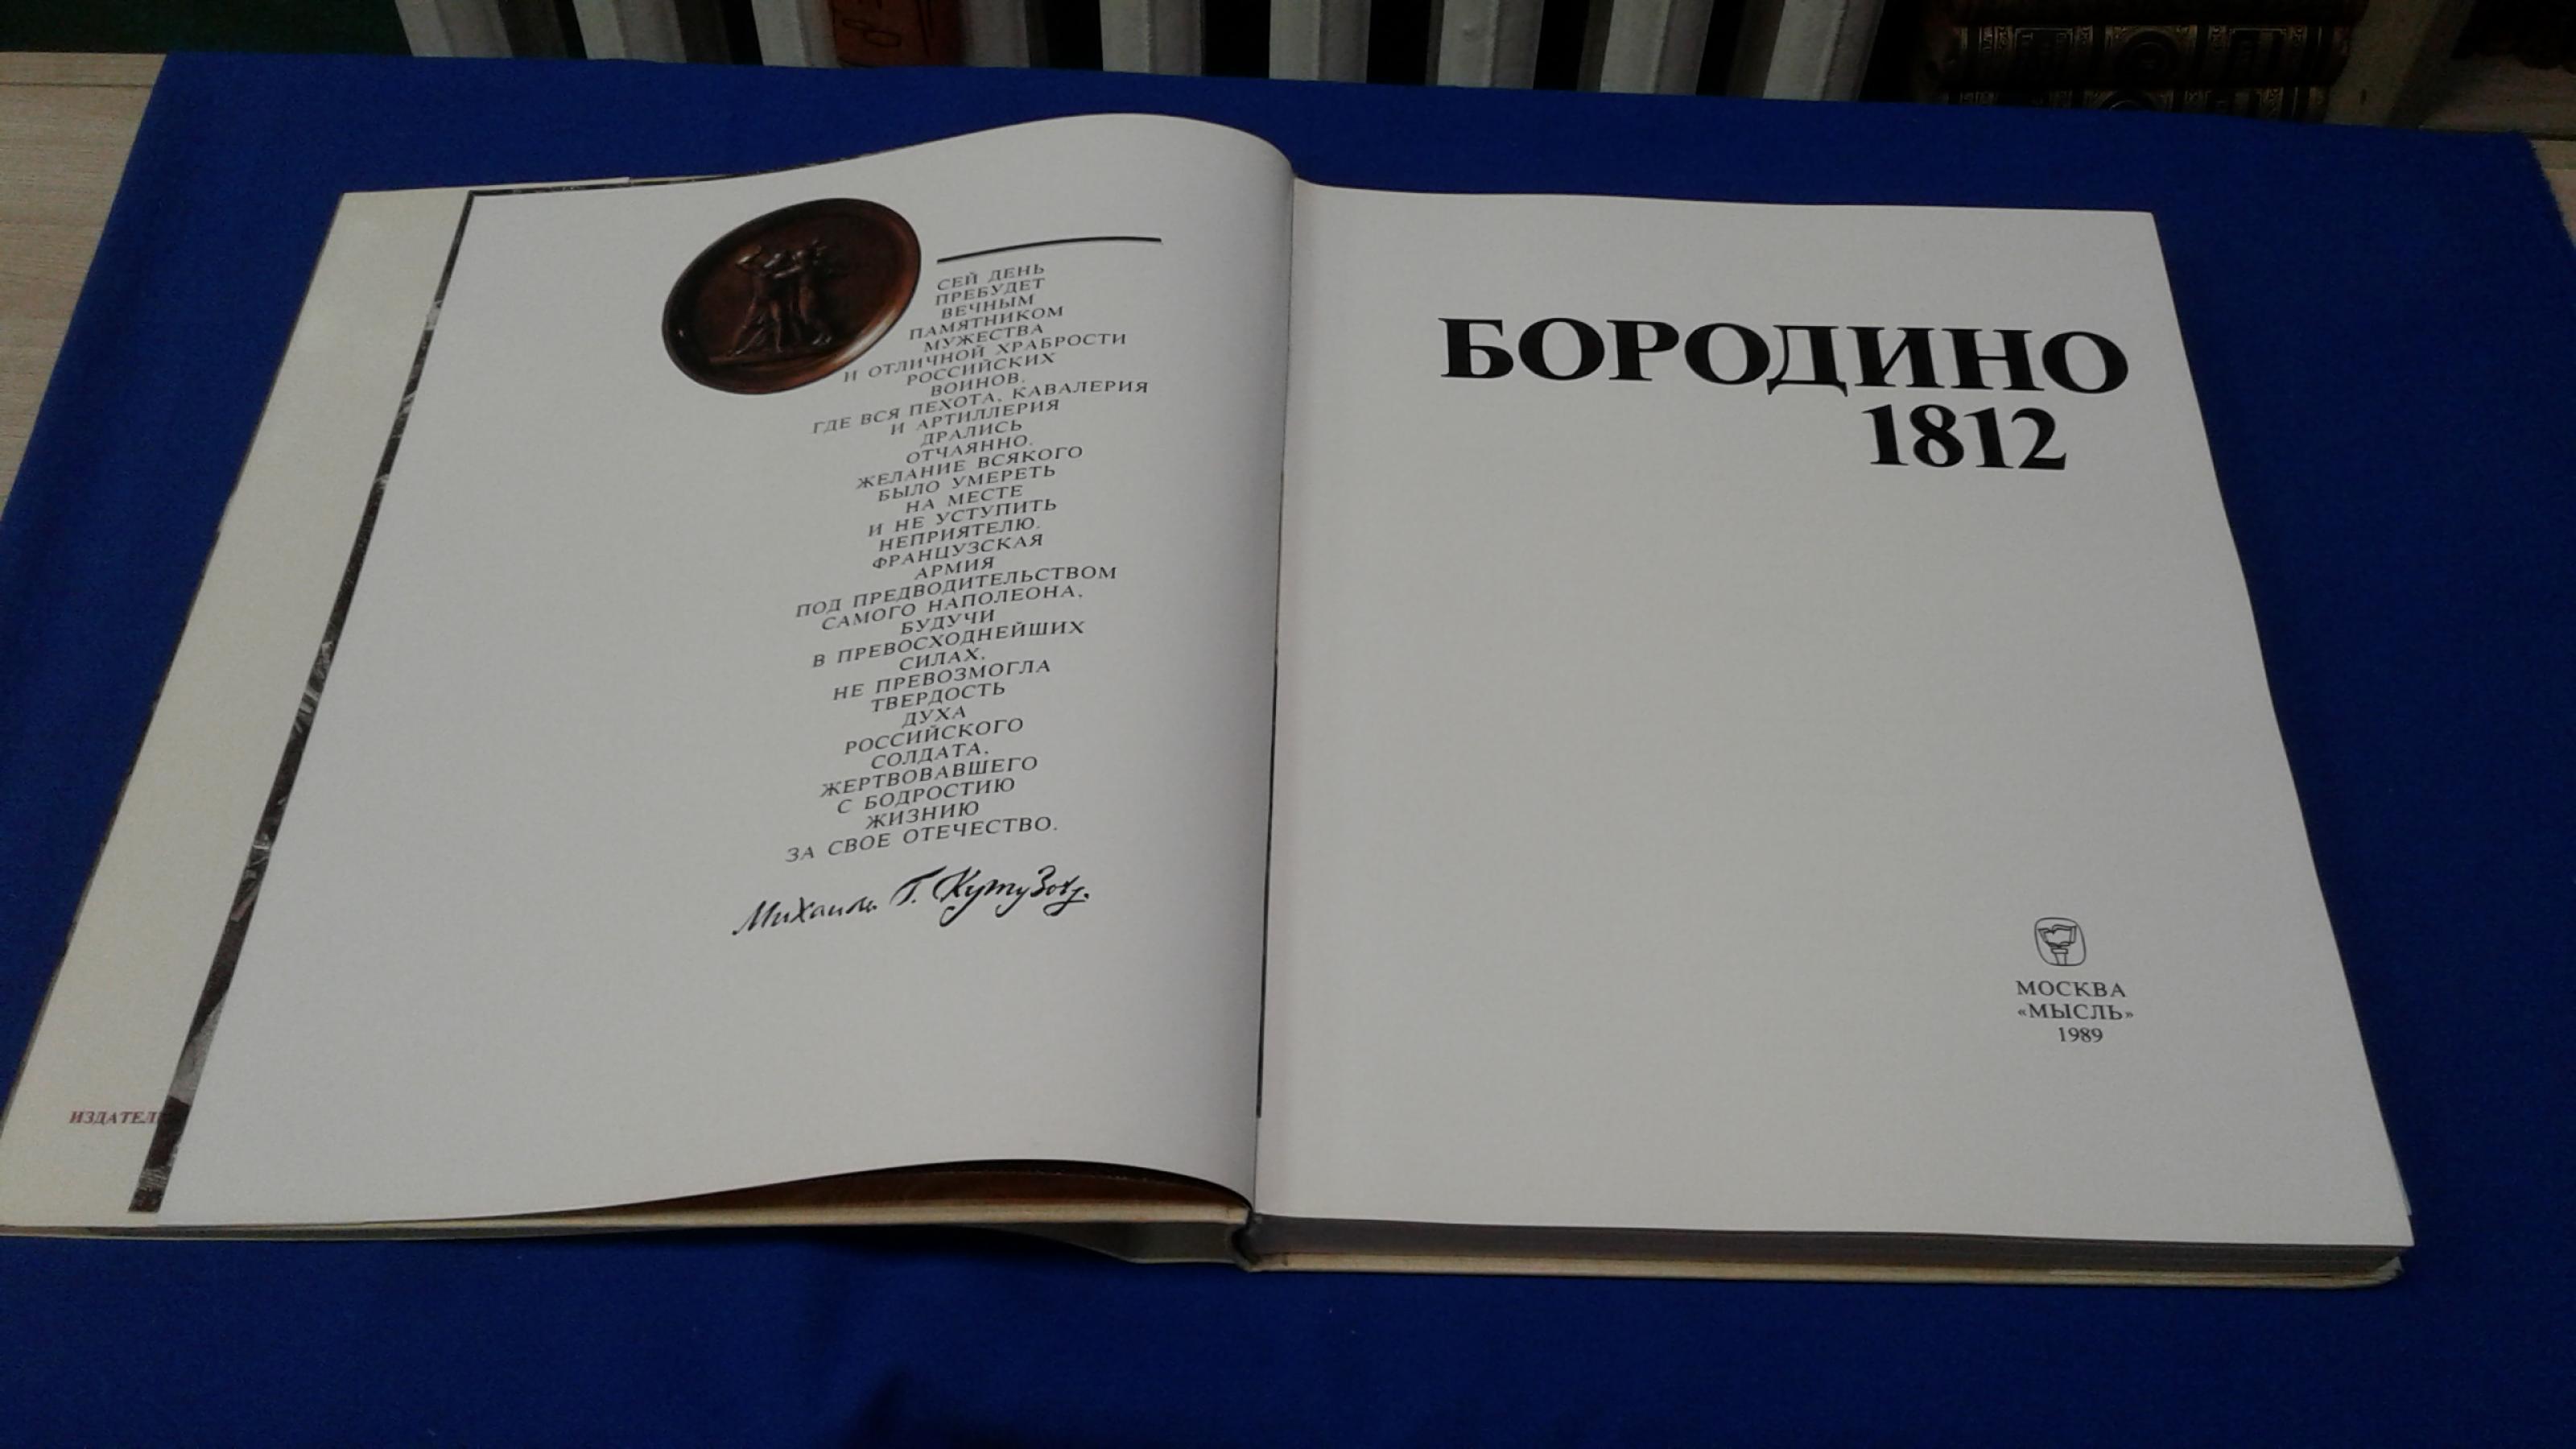 СЕЙ ДЕНЬ
ПРЕБУДЕТ
ВЕЧНЫМ
ПАМЯТНИКОМ
МУЖЕСТВА
И ОТЛИЧНОЙ ХРАБРОСТИ
РОССИЙСКИХ
ВОИНОВ,
ГДЕ ВСЯ ПЕХОТА, КАВАЛЕРИЯ
И АРТИЛЛЕРИЯ
ДРАЛИСЬ
ОТЧАЯННО.
ЖЕЛАНИЕ ВСЯКОГО
БЫЛО УМЕРЕТЬ
НА МЕСТЕ
И НЕ УСТУПИТЬ
НЕПРИЯТЕЛЮ.
ФРАНЦУЗСКАЯ
АРМИЯ
ПОД ПРЕДВОДИТЕЛЬСТВОМ
САМОГО НАПОЛЕОНА,
БУДУЧИ
В ПРЕВОСХОДНЕЙШИХ
СИЛАХ,
НЕ ПРЕВОЗМОГЛА
ТВЕРДОСТЬ
ДУХА
РОССИЙСКОГО
СОЛДАТА,
ЖЕРТВОВАВШЕГО
С БОДРОСТИЮ
ЖИЗНИЮ
ЗА СВОЕ ОТЕЧЕСТВО.
Михаилъ Г. Кутузовъ.
ИЗДАТЕЛ
БОРОДИНО
1812
МОСКВА
«МЫСЛЬ»
1989